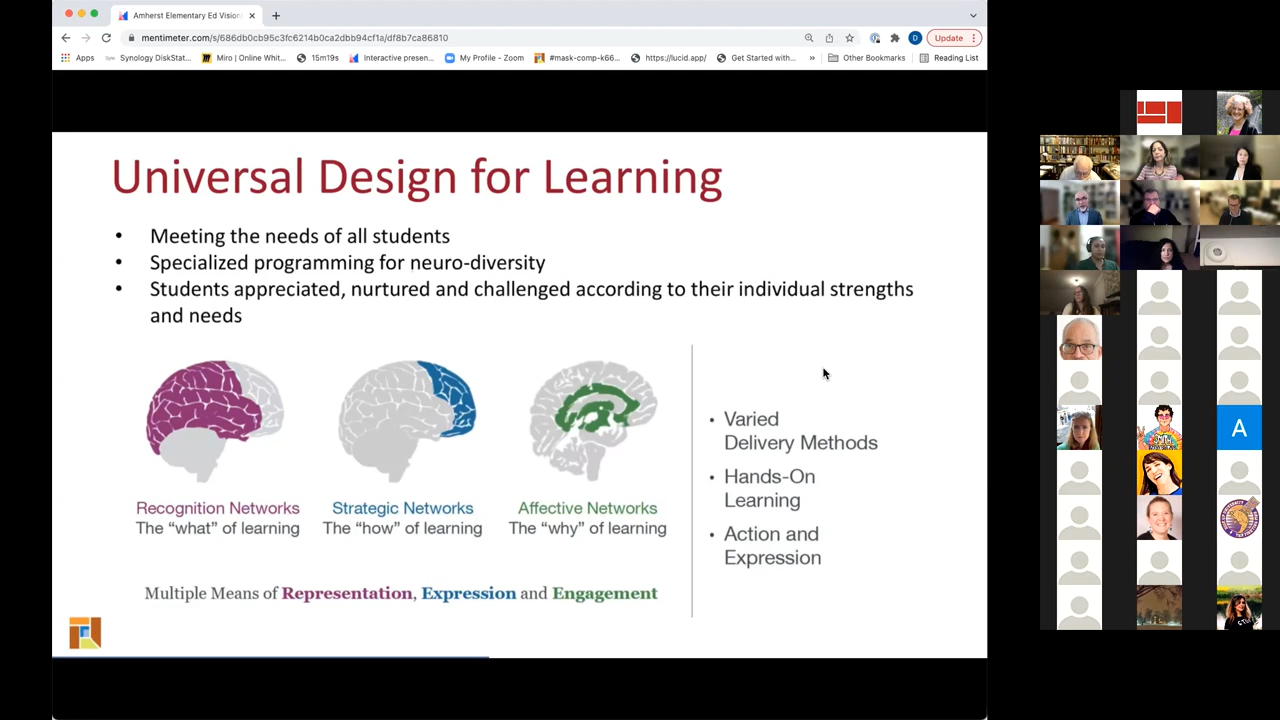 Amherst Elementary Ed Vision
mentimeter.com/s/686db0cb95c3fc6214b0ca2dbb94cf1a/df8b7ca86810
D
Update
Apps
Synology DiskStat...
Miro | Online Whit...
15m19s
Interactive presen...
My Profile - Zoom
#mask-comp-k66...
https://lucid.app/
Get Started with...
»
Other Bookmarks
Reading List
Universal Design for Learning
• Meeting the needs of all students
• Specialized programming for neuro-diversity
• Students appreciated, nurtured and challenged according to their individual strengths
and needs
Recognition Networks
The “what” of learning
Strategic Networks
The “how” of learning
Affective Networks
The “why” of learning
Multiple Means of Representation, Expression and Engagement
• Varied
Delivery Methods
• Hands-On
Learning
• Action and
Expression
A